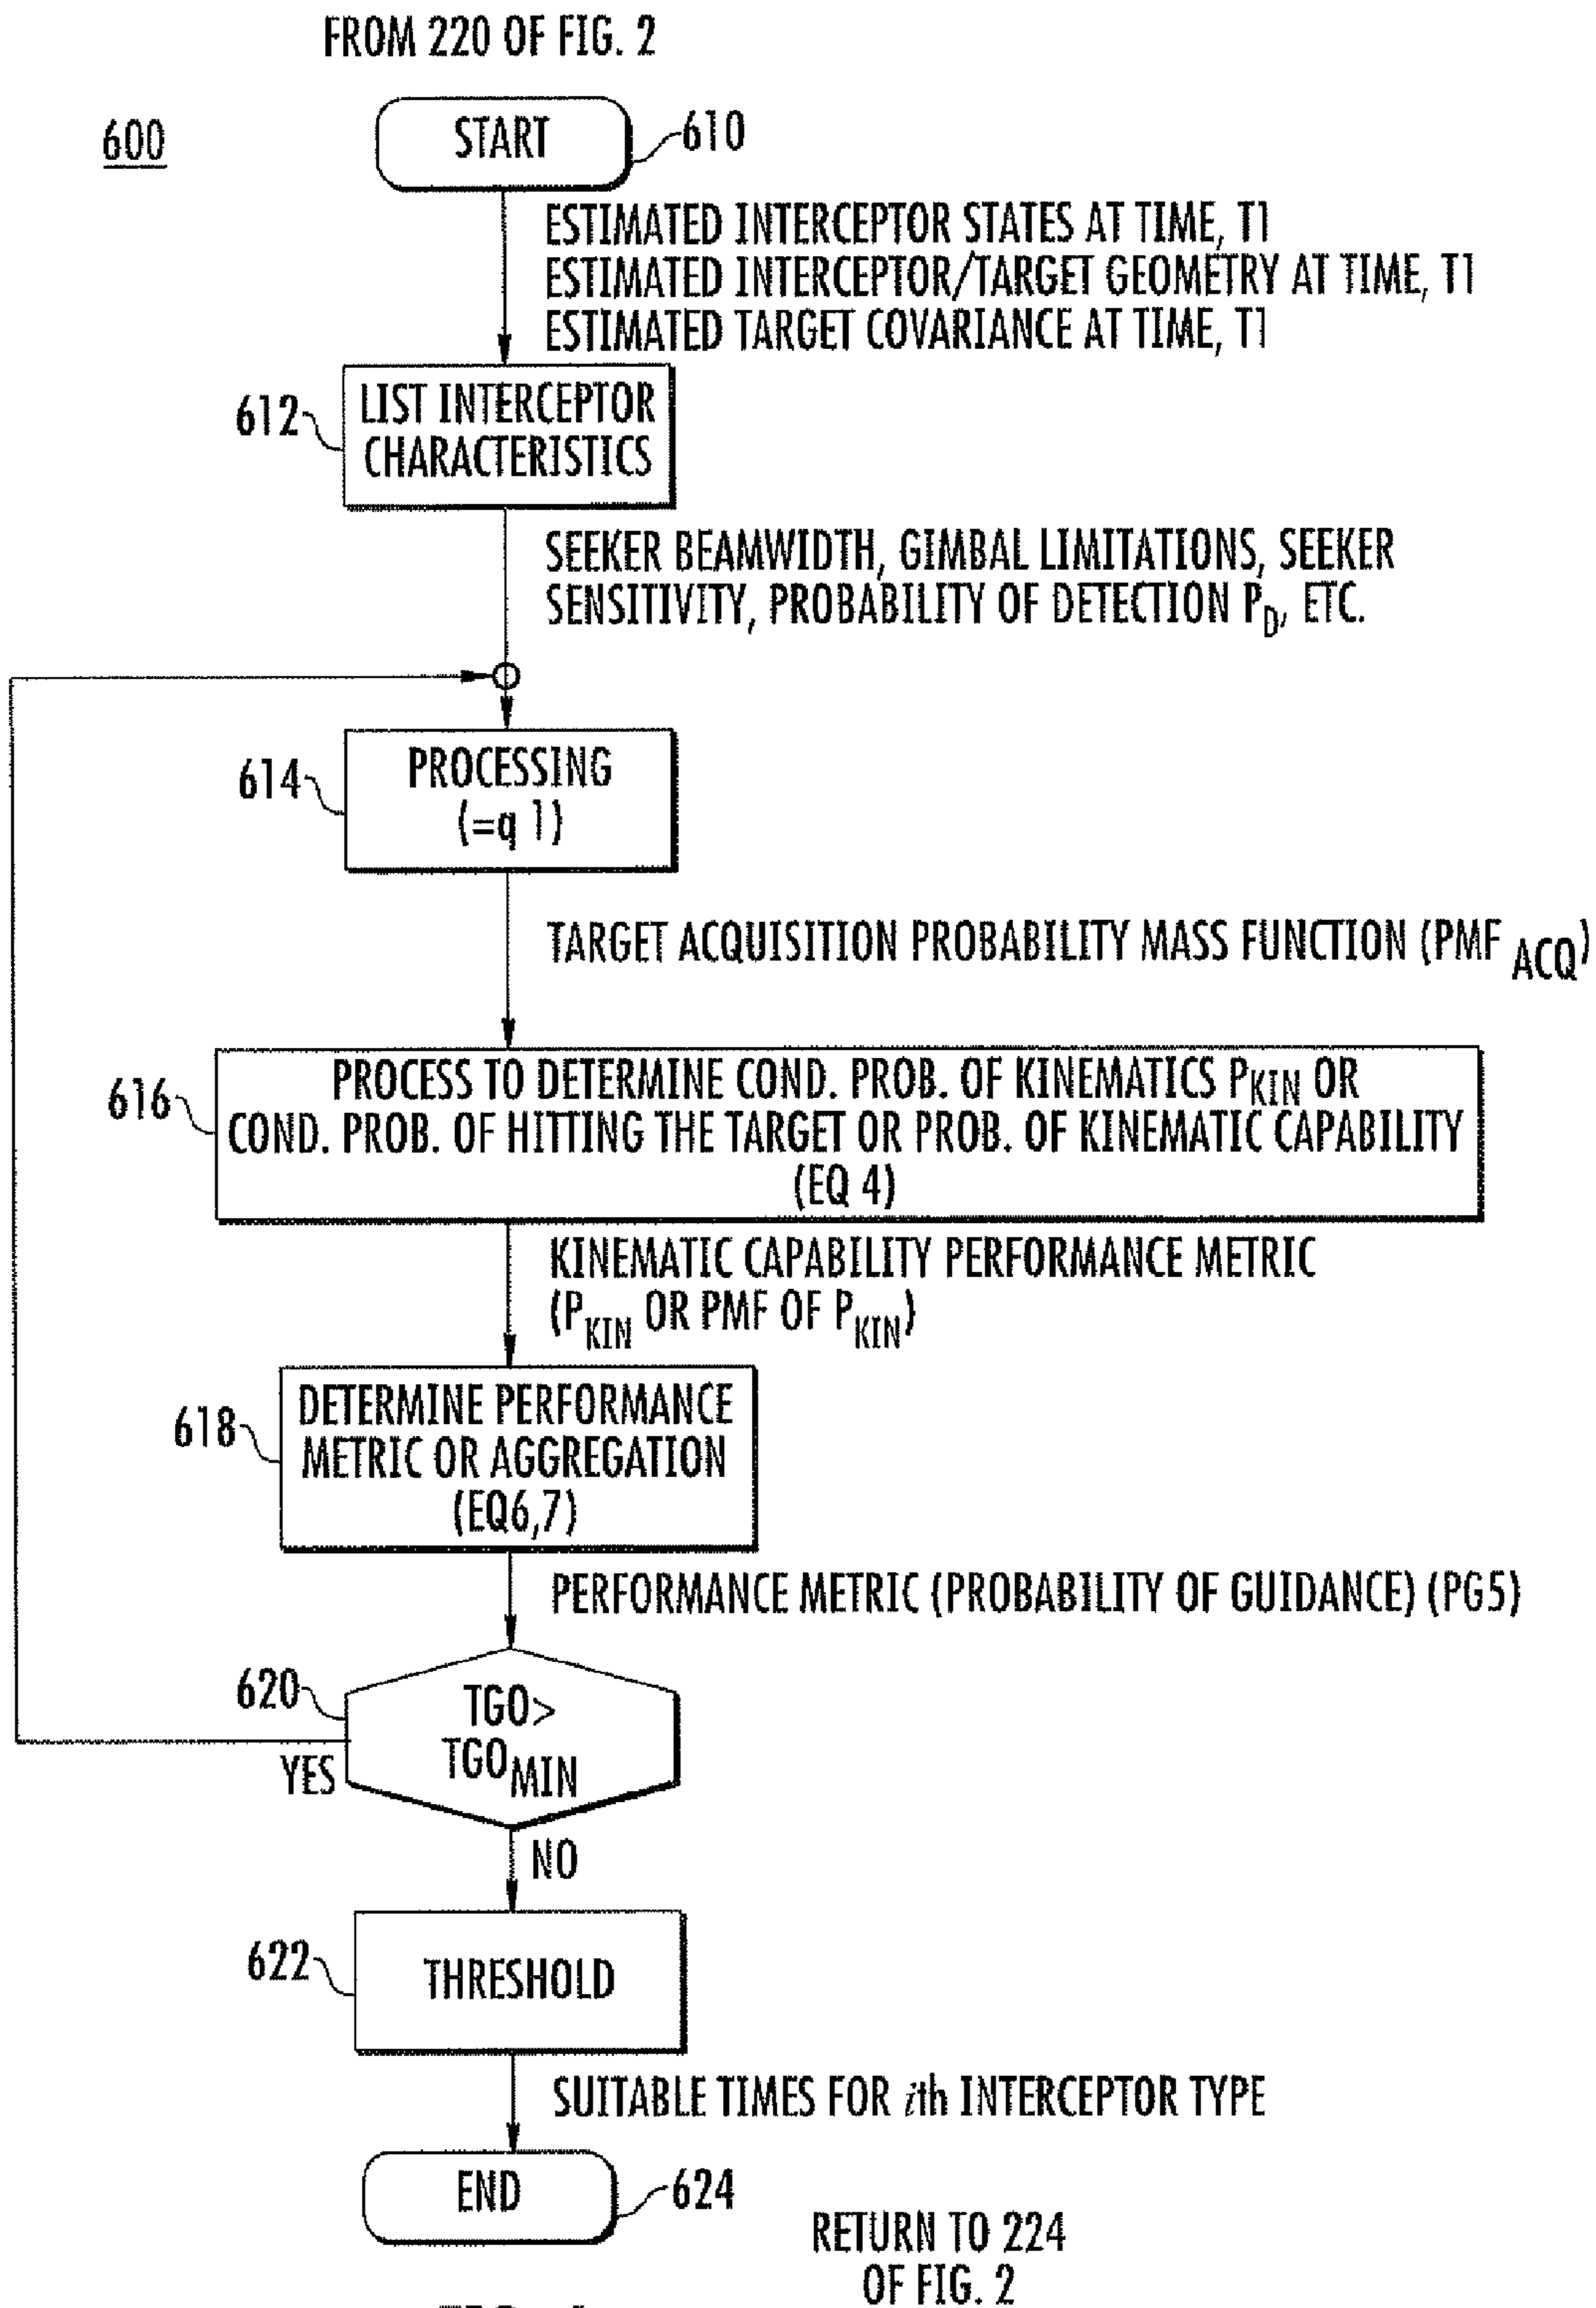 FROM 220 OF FIG. 2
600
START
610
ESTIMATED INTERCEPTOR STATES AT TIME, T1
ESTIMATED INTERCEPTOR/TARGET GEOMETRY AT TIME, T1
ESTIMATED TARGET COVARIANCE AT TIME, T1
612
LIST INTERCEPTOR
CHARACTERISTICS
SEEKER BEAMWIDTH, GIMBAL LIMITATIONS, SEEKER
SENSITIVITY, PROBABILITY OF DETECTION PD, ETC.
614
PROCESSING
(=q 1)
TARGET ACQUISITION PROBABILITY MASS FUNCTION (PMF ACQ)
616
PROCESS TO DETERMINE COND. PROB. OF KINEMATICS PKIN OR
COND. PROB. OF HITTING THE TARGET OR PROB. OF KINEMATIC CAPABILITY
(EQ 4)
KINEMATIC CAPABILITY PERFORMANCE METRIC
(PKIN OR PMF OF PKIN)
618
DETERMINE PERFORMANCE
METRIC OR AGGREGATION
(EQ6,7)
PERFORMANCE METRIC (PROBABILITY OF GUIDANCE) (PG5)
620
TGO>
TGOMIN
YES
NO
622
THRESHOLD
SUITABLE TIMES FOR ith INTERCEPTOR TYPE
END
624
RETURN TO 224
OF FIG. 2